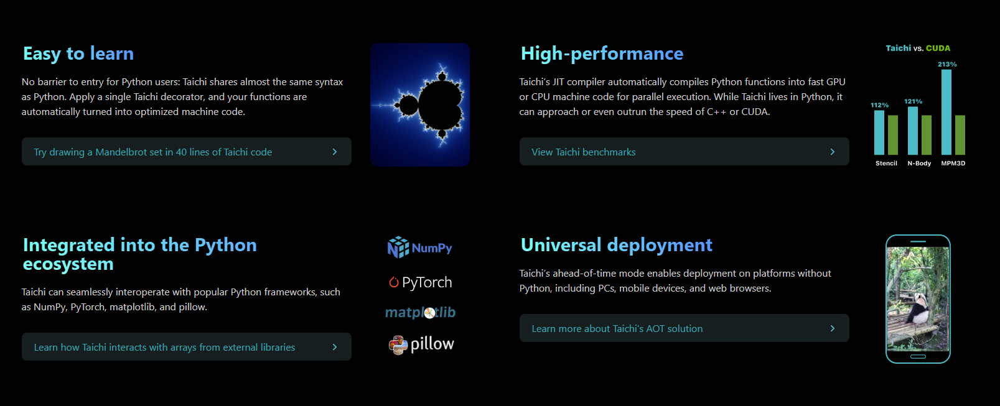 Easy to learn
No barrier to entry for Python users: Taichi shares almost the same syntax
as Python. Apply a single Taichi decorator, and your functions are
automatically turned into optimized machine code.
Try drawing a Mandelbrot set in 40 lines of Taichi code
High-performance
Taichi’s JIT compiler automatically compiles Python functions into fast GPU
or CPU machine code for parallel execution. While Taichi lives in Python, it
can approach or even outrun the speed of C++ or CUDA.
View Taichi benchmarks
Taichi vs. CUDA
213%
121%
112%
Stencil N-Body MPM3D
Integrated into the Python
ecosystem
Taichi can seamlessly interoperate with popular Python frameworks, such
as NumPy, PyTorch, matplotlib, and pillow.
Learn how Taichi interacts with arrays from external libraries
NumPy
PyTorch
matplotlib
pillow
Universal deployment
Taichi’s ahead-of-time mode enables deployment on platforms without
Python, including PCs, mobile devices, and web browsers.
Learn more about Taichi's AOT solution